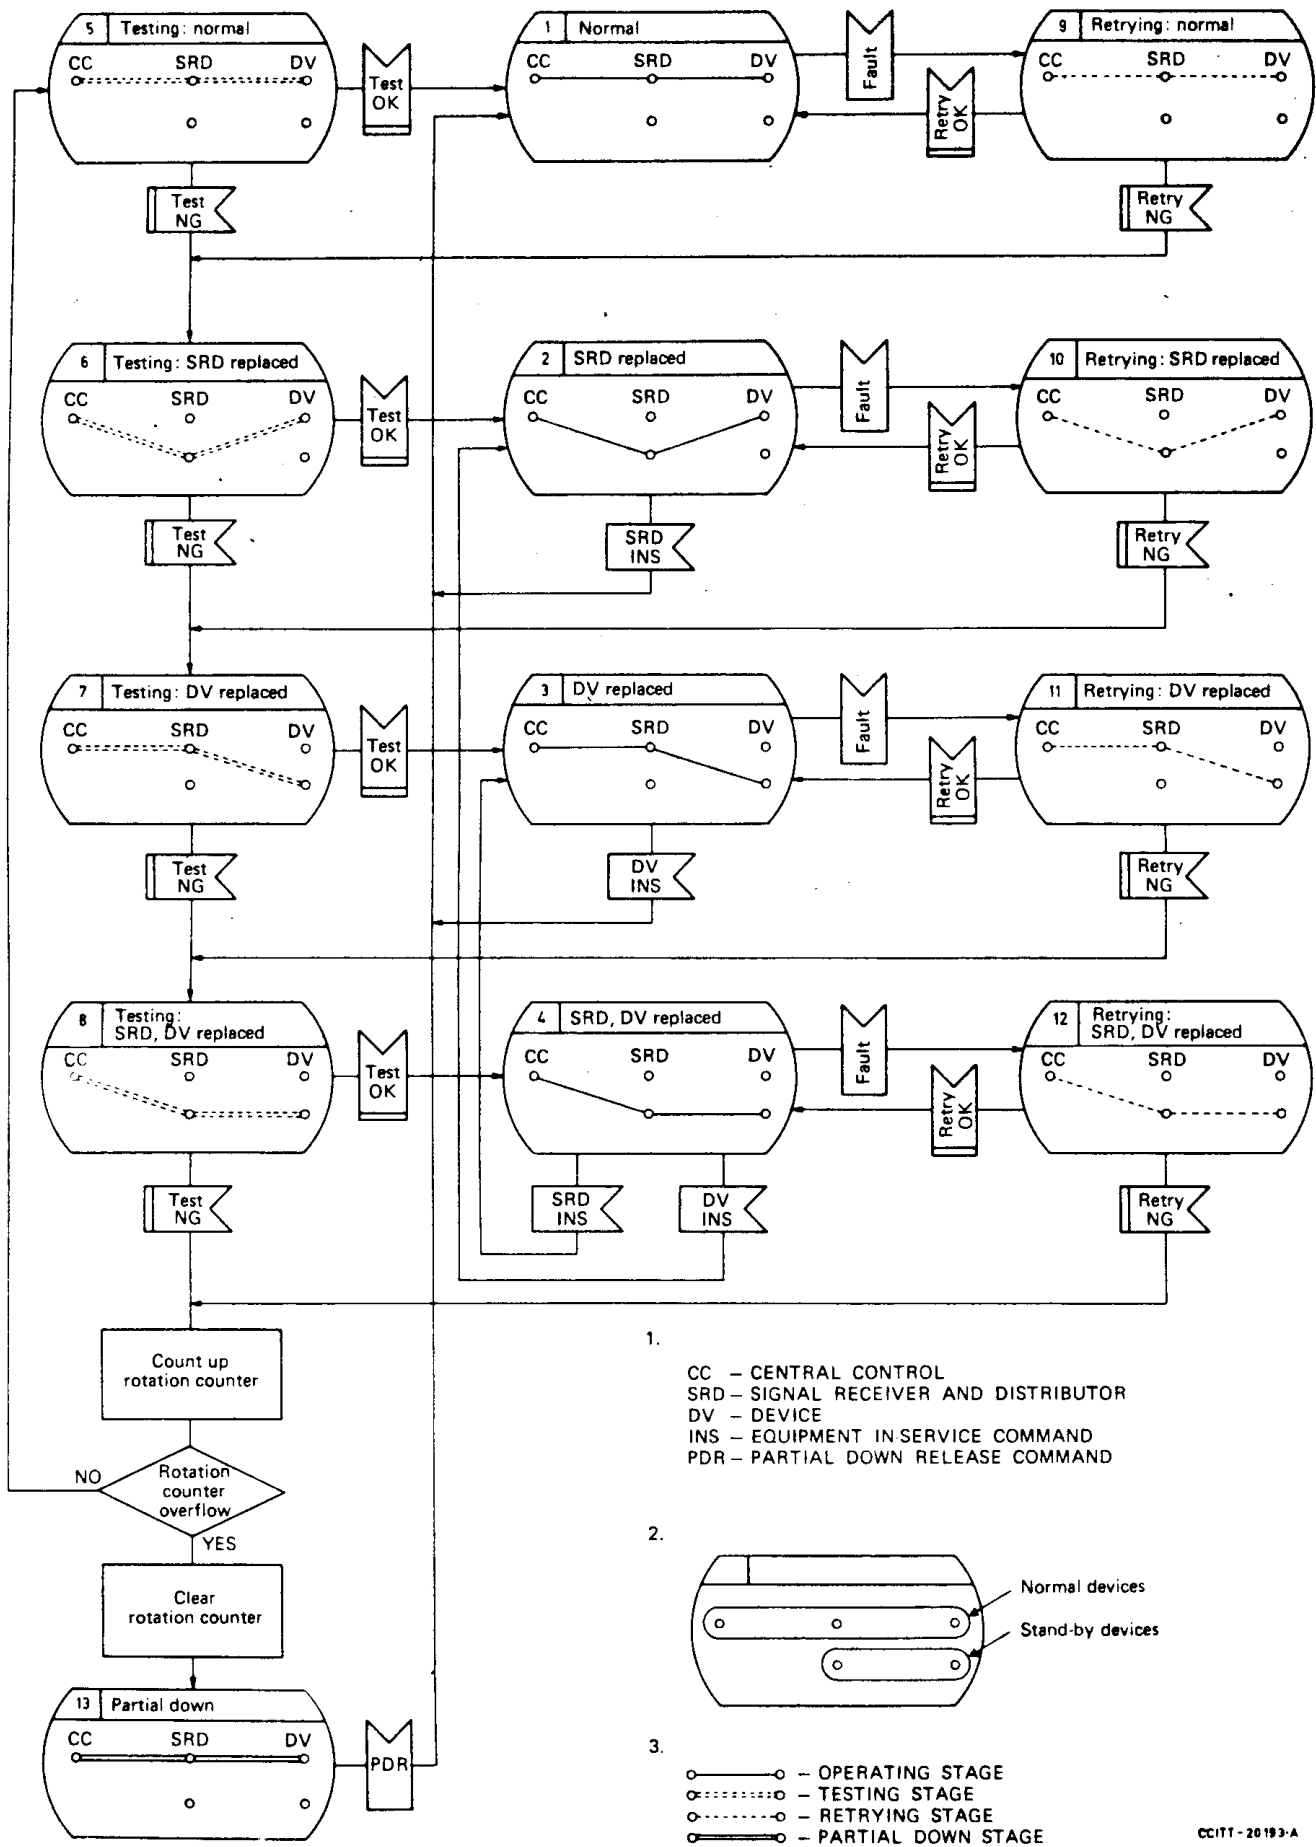 5 Testing: normal
CC SRD DV
Test
OK
1 Normal
CC SRD DV
Fault
Retry
OK
9 Retrying: normal
CC SRD DV
Test
NG
Retry
NG
6 Testing: SRD replaced
CC SRD DV
Test
OK
2 SRD replaced
CC SRD DV
Fault
Retry
OK
10 Retrying: SRD replaced
CC SRD DV
Test
NG
SRD
INS
Retry
NG
7 Testing: DV replaced
CC SRD DV
Test
OK
3 DV replaced
CC SRD DV
Fault
Retry
OK
11 Retrying: DV replaced
CC SRD DV
Test
NG
DV
INS
Retry
NG
8 Testing:
SRD, DV replaced
CC SRD DV
Test
OK
4 SRD, DV replaced
CC SRD DV
Fault
Retry
OK
12 Retrying:
SRD, DV replaced
CC SRD DV
Test
NG
SRD
INS
DV
INS
Retry
NG
Count up
rotation counter
NO
Rotation
counter
overflow
YES
Clear
rotation counter
13 Partial down
CC SRD DV
PDR
1.
CC – CENTRAL CONTROL
SRD – SIGNAL RECEIVER AND DISTRIBUTOR
DV – DEVICE
INS – EQUIPMENT IN-SERVICE COMMAND
PDR – PARTIAL DOWN RELEASE COMMAND
2.
Normal devices
Stand-by devices
3.
– OPERATING STAGE
– TESTING STAGE
– RETRYING STAGE
– PARTIAL DOWN STAGE
CCITT-20193-A